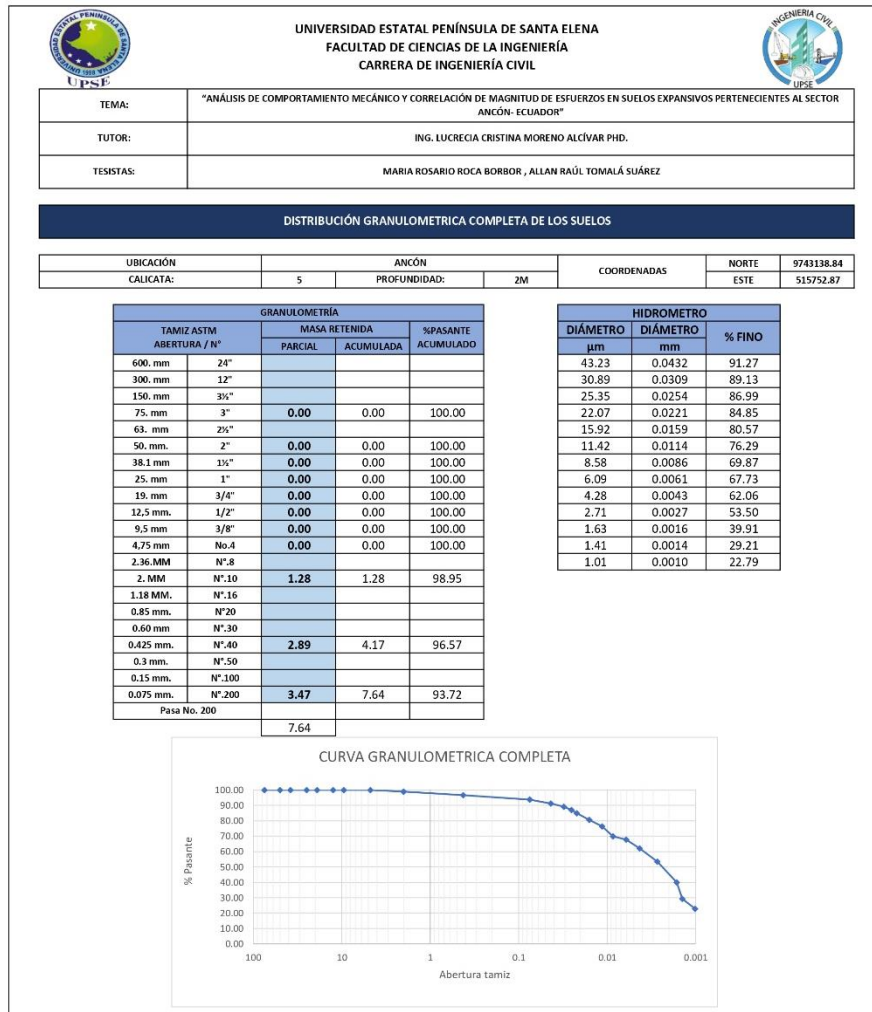 UNIVERSIDAD ESTATAL PENÍNSULA DE SANTA ELENA
FACULTAD DE CIENCIAS DE LA INGENIERÍA
CARRERA DE INGENIERÍA CIVIL
UPSE
INGENIERIA CIVIL
UPSE
TEMA: "ANÁLISIS DE COMPORTAMIENTO MECÁNICO Y CORRELACIÓN DE MAGNITUD DE ESFUERZOS EN SUELOS EXPANSIVOS PERTENECIENTES AL SECTOR
ANCÓN- ECUADOR"
TUTOR: ING. LUCRECIA CRISTINA MORENO ALCÍVAR PHD.
TESISTAS: MARIA ROSARIO ROCA BORBOR , ALLAN RAÚL TOMALÁ SUÁREZ
DISTRIBUCIÓN GRANULOMETRICA COMPLETA DE LOS SUELOS
UBICACIÓN ANCÓN COORDENADAS NORTE 9743138.84
CALICATA: 5 PROFUNDIDAD: 2M ESTE 515752.87
GRANULOMETRÍA
TAMIZ ASTM MASA RETENIDA %PASANTE
ABERTURA / N° PARCIAL ACUMULADA ACUMULADO
600. mm 24"
300. mm 12"
150. mm 3½"
75. mm 3" 0.00 0.00 100.00
63. mm 2½"
50. mm. 2" 0.00 0.00 100.00
38.1 mm 1½" 0.00 0.00 100.00
25. mm 1" 0.00 0.00 100.00
19. mm 3/4" 0.00 0.00 100.00
12,5 mm. 1/2" 0.00 0.00 100.00
9,5 mm 3/8" 0.00 0.00 100.00
4,75 mm No.4 0.00 0.00 100.00
2.36.MM N°.8
2. MM N°.10 1.28 1.28 98.95
1.18 MM. N°.16
0.85 mm. N°20
0.60 mm N°.30
0.425 mm. N°.40 2.89 4.17 96.57
0.3 mm. N°.50
0.15 mm. N°.100
0.075 mm. N°.200 3.47 7.64 93.72
Pasa No. 200
7.64
HIDROMETRO
DIÁMETRO DIÁMETRO % FINO
µm mm
43.23 0.0432 91.27
30.89 0.0309 89.13
25.35 0.0254 86.99
22.07 0.0221 84.85
15.92 0.0159 80.57
11.42 0.0114 76.29
8.58 0.0086 69.87
6.09 0.0061 67.73
4.28 0.0043 62.06
2.71 0.0027 53.50
1.63 0.0016 39.91
1.41 0.0014 29.21
1.01 0.0010 22.79
CURVA GRANULOMETRICA COMPLETA
% Pasante
100.00
90.00
80.00
70.00
60.00
50.00
40.00
30.00
20.00
10.00
0.00
100 10 1 0.1 0.01 0.001
Abertura tamiz